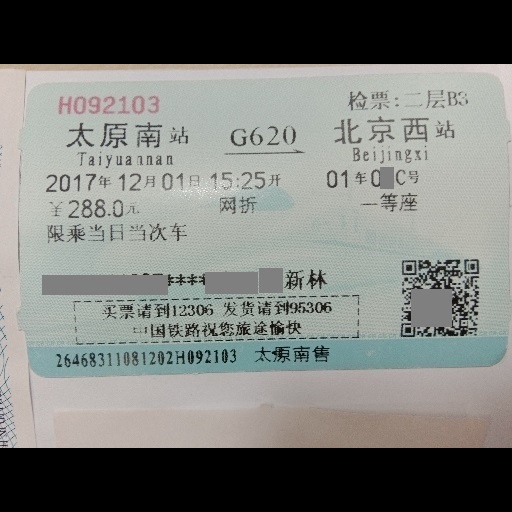 H092103 检票:二层B3
太原南站 G620 北京西站
Taiyuannan Beijingxi
2017年12月01日15:25开 01车0 C号
￥288.0元 网折 一等座
限乘当日当次车
**** 新林
买票请到12306 发货请到95306
中国铁路祝您旅途愉快
26468311081202H092103 太原南售